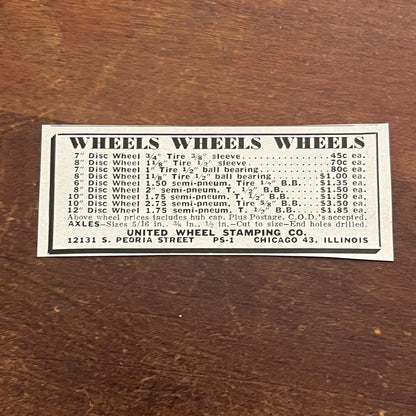 WHEELS WHEELS WHEELS
7" Disc Wheel 3/4" Tire 3/8" sleeve..............45c ea.
8" Disc Wheel 1 1/8" Tire 1/2" sleeve..............70c ea.
7" Disc Wheel 1" Tire 1/2" ball bearing..........80c ea.
8" Disc Wheel 1 1/8" Tire 1/2" ball bearing......$1.00 ea.
6" Disc Wheel 1.50 semi-pneum. Tire 1/2" B.B....$1.35 ea.
8" Disc Wheel 2" semi-pneum. T. 1/2" B.B....$1.50 ea.
10" Disc Wheel 1.75 semi-pneum. T. 1/2" B.B....$1.50 ea.
10" Disc Wheel 2.75 semi-pneum. Tire 5/8" B.B....$3.50 ea.
12" Disc Wheel 1.75 semi-pneum. T. 1/2" B.B....$1.85 ea.
Above wheel prices includes hub cap. Plus Postage. C.O.D.'s accepted.
AXLES—Sizes 5/16 in. 3/8 in., 1/2 in.—Cut to size—End holes drilled.
UNITED WHEEL STAMPING CO.
12131 S. PEORIA STREET PS-1 CHICAGO 43, ILLINOIS